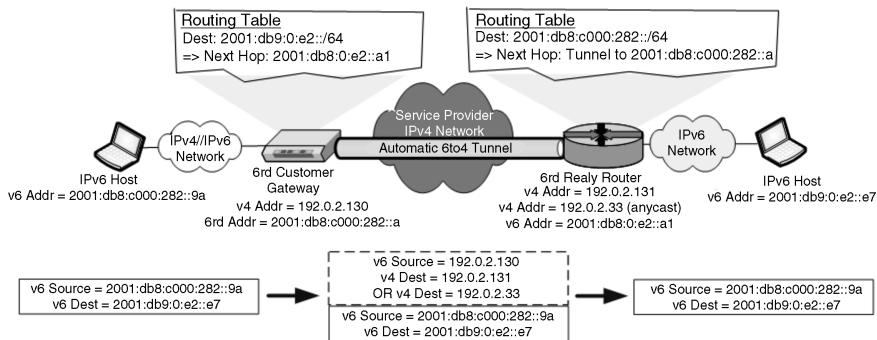 Routing Table
Dest: 2001:db9:0:e2::/64
=> Next Hop: 2001:db8:0:e2::a1
Routing Table
Dest: 2001:db8:c000:282::/64
=> Next Hop: Tunnel to 2001:db8:c000:282::a
Service Provider
IPv4 Network
Automatic 6to4 Tunnel
IPv4//IPv6
Network
IPv6
Network
IPv6 Host
v6 Addr = 2001:db8:c000:282::9a
6rd Customer
Gateway
v4 Addr = 192.0.2.130
6rd Addr = 2001:db8:c000:282::a
6rd Realy Router
v4 Addr = 192.0.2.131
v4 Addr = 192.0.2.33 (anycast)
v6 Addr = 2001:db8:0:e2::a1
IPv6 Host
v6 Addr = 2001:db9:0:e2::e7
v6 Source = 2001:db8:c000:282::9a
v6 Dest = 2001:db9:0:e2::e7
v6 Source = 192.0.2.130
v4 Dest = 192.0.2.131
OR v4 Dest = 192.0.2.33
v6 Source = 2001:db8:c000:282::9a
v6 Dest = 2001:db9:0:e2::e7
v6 Source = 2001:db8:c000:282::9a
v6 Dest = 2001:db9:0:e2::e7